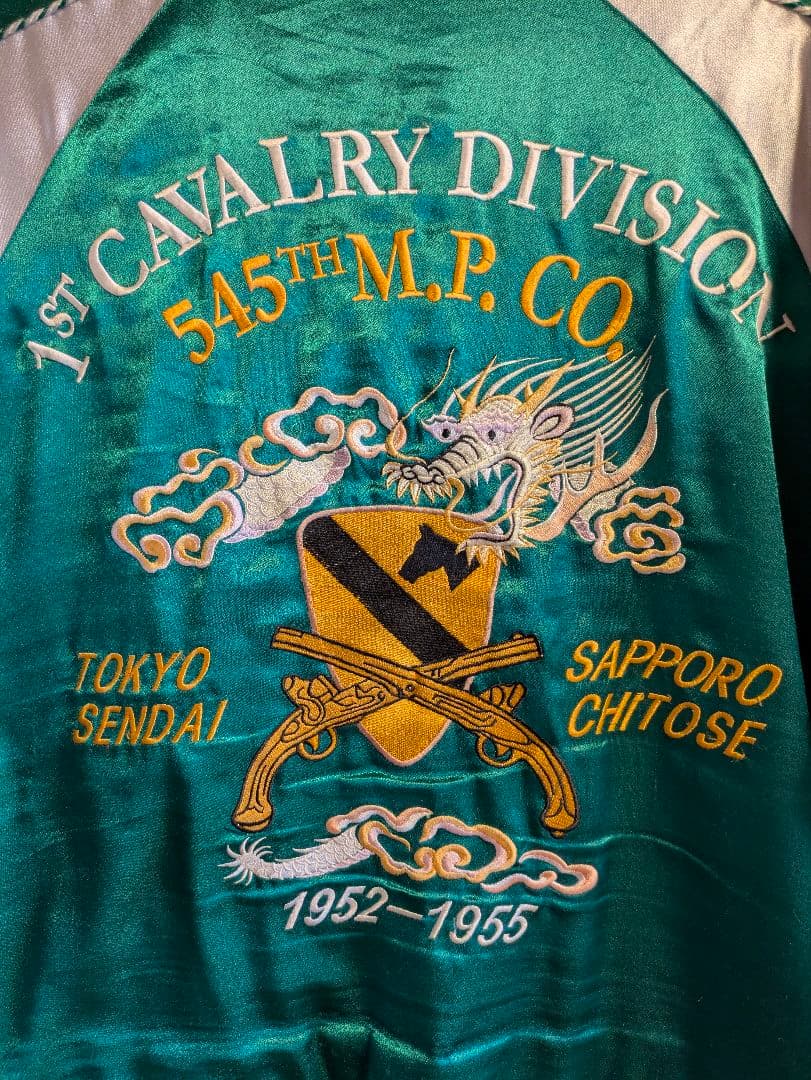 1ST CAVALRY DIVISION
545TH M.P. CO.
TOKYO
SENDAI
SAPPORO
CHITOSE
1952—1955